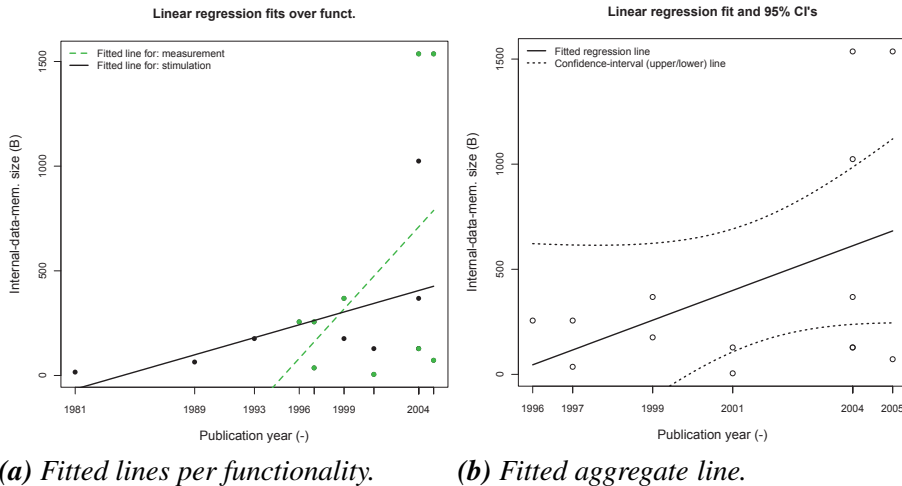 Linear regression fits over funct.
Fitted line for: measurement
Fitted line for: stimulation
Internal-data-mem. size (B)
1500
1000
500
0
1981
1989
1993
1996
1999
2004
Publication year (-)
(a) Fitted lines per functionality.
Linear regression fit and 95% CI's
Fitted regression line
Confidence-interval (upper/lower) line
Internal-data-mem. size (B)
1500
1000
500
0
1996
1997
1999
2001
2004
2005
Publication year (-)
(b) Fitted aggregate line.